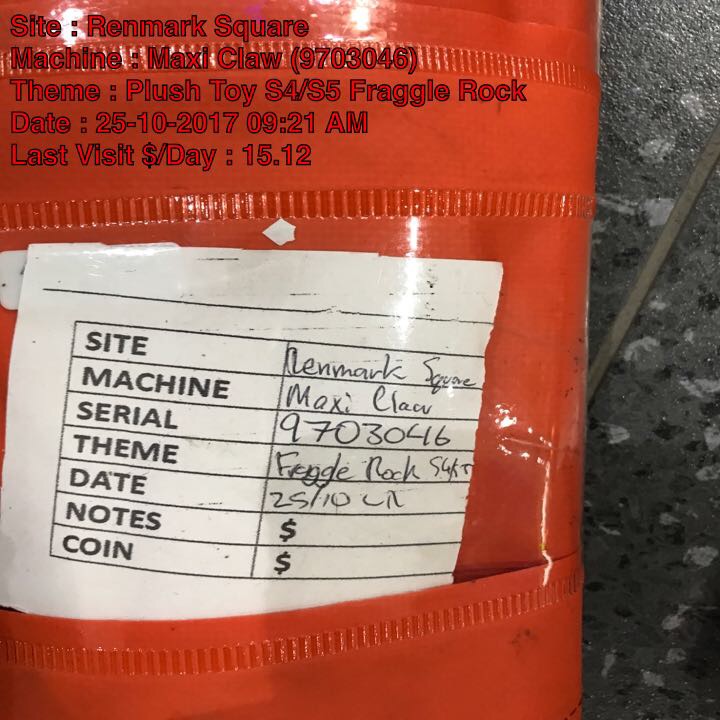 Site : Renmark Square
Machine : Maxi Claw (9703046)
Theme : Plush Toy S4/S5 Fraggle Rock
Date : 25-10-2017 09:21 AM
Last Visit $/Day : 15.12
SITE Renmark Square
MACHINE Maxi Claw
SERIAL 9703046
THEME Fraggle Rock S4/5
DATE 25/10
NOTES $
COIN $